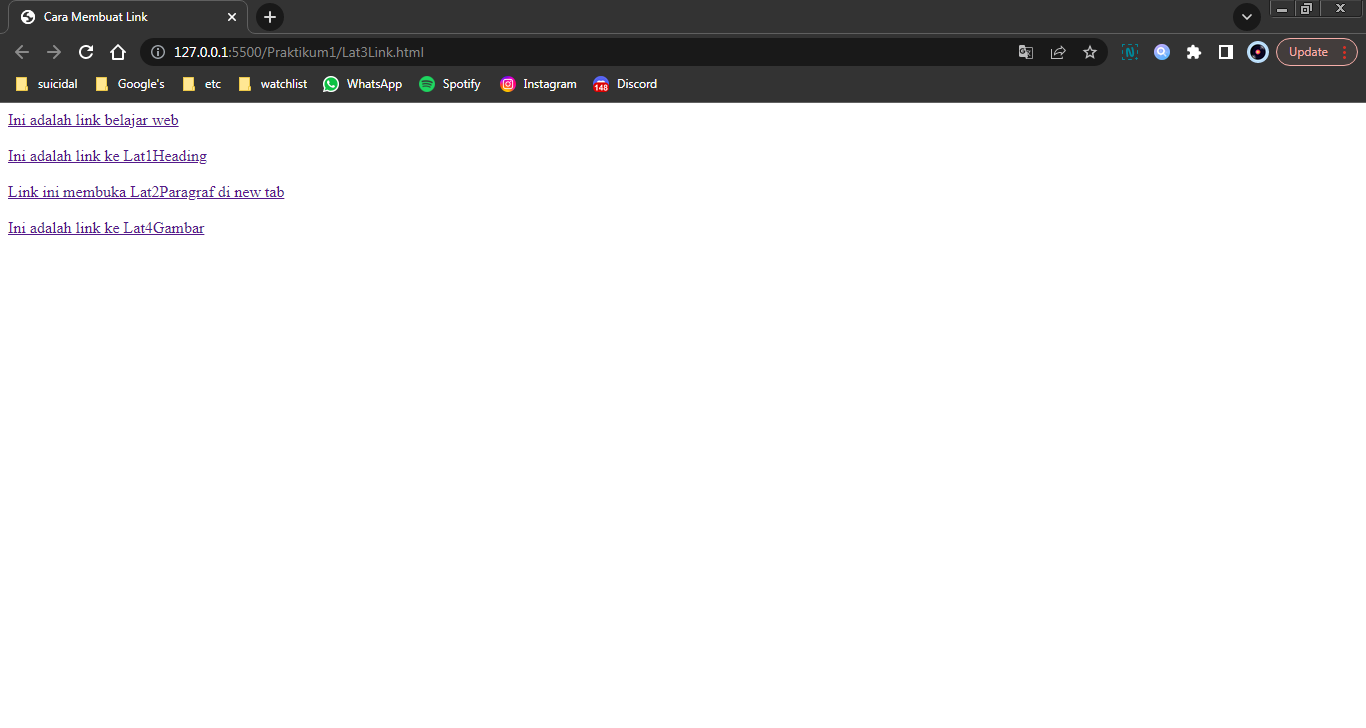 Cara Membuat Link
127.0.0.1:5500/Praktikum1/Lat3Link.html
Update
suicidal Google's etc watchlist WhatsApp Spotify Instagram 148 Discord
Ini adalah link belajar web
Ini adalah link ke Lat1Heading
Link ini membuka Lat2Paragraf di new tab
Ini adalah link ke Lat4Gambar